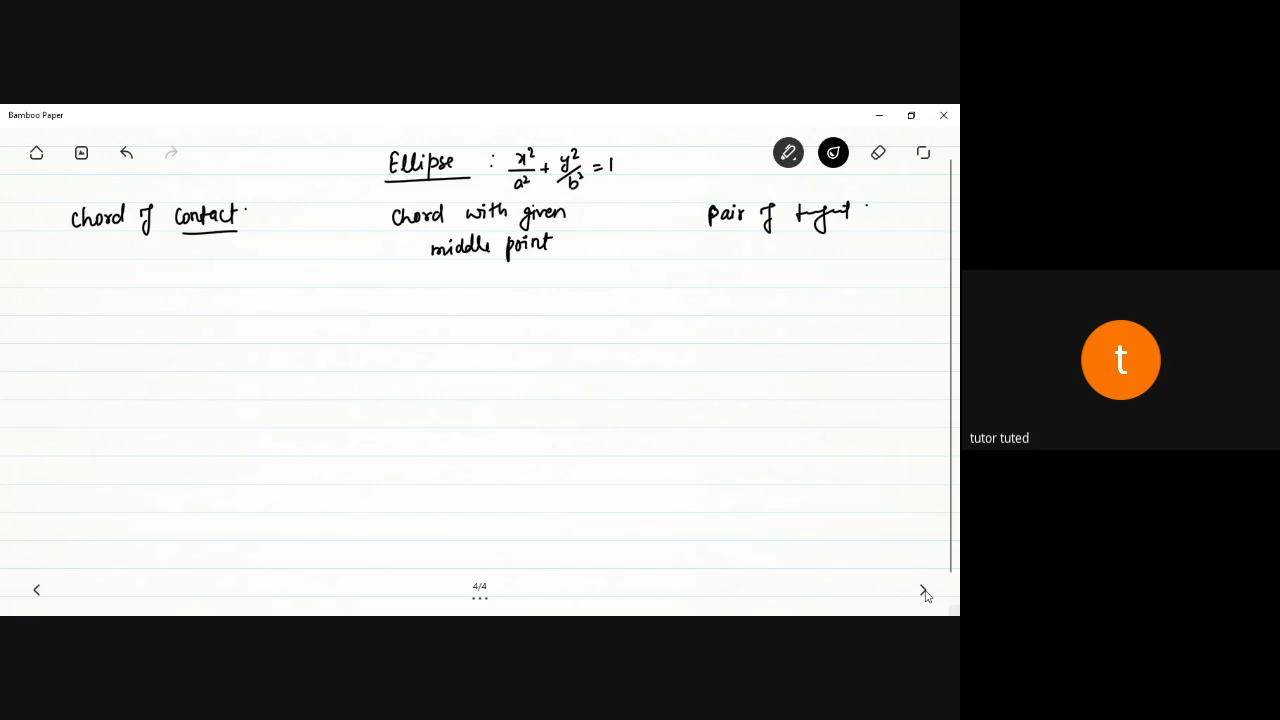 Bamboo Paper
Ellipse : x²/a² + y²/b² = 1
Chord of Contact.
Chord with given
middle point
Pair of tangent.
4/4
t
tutor tuted